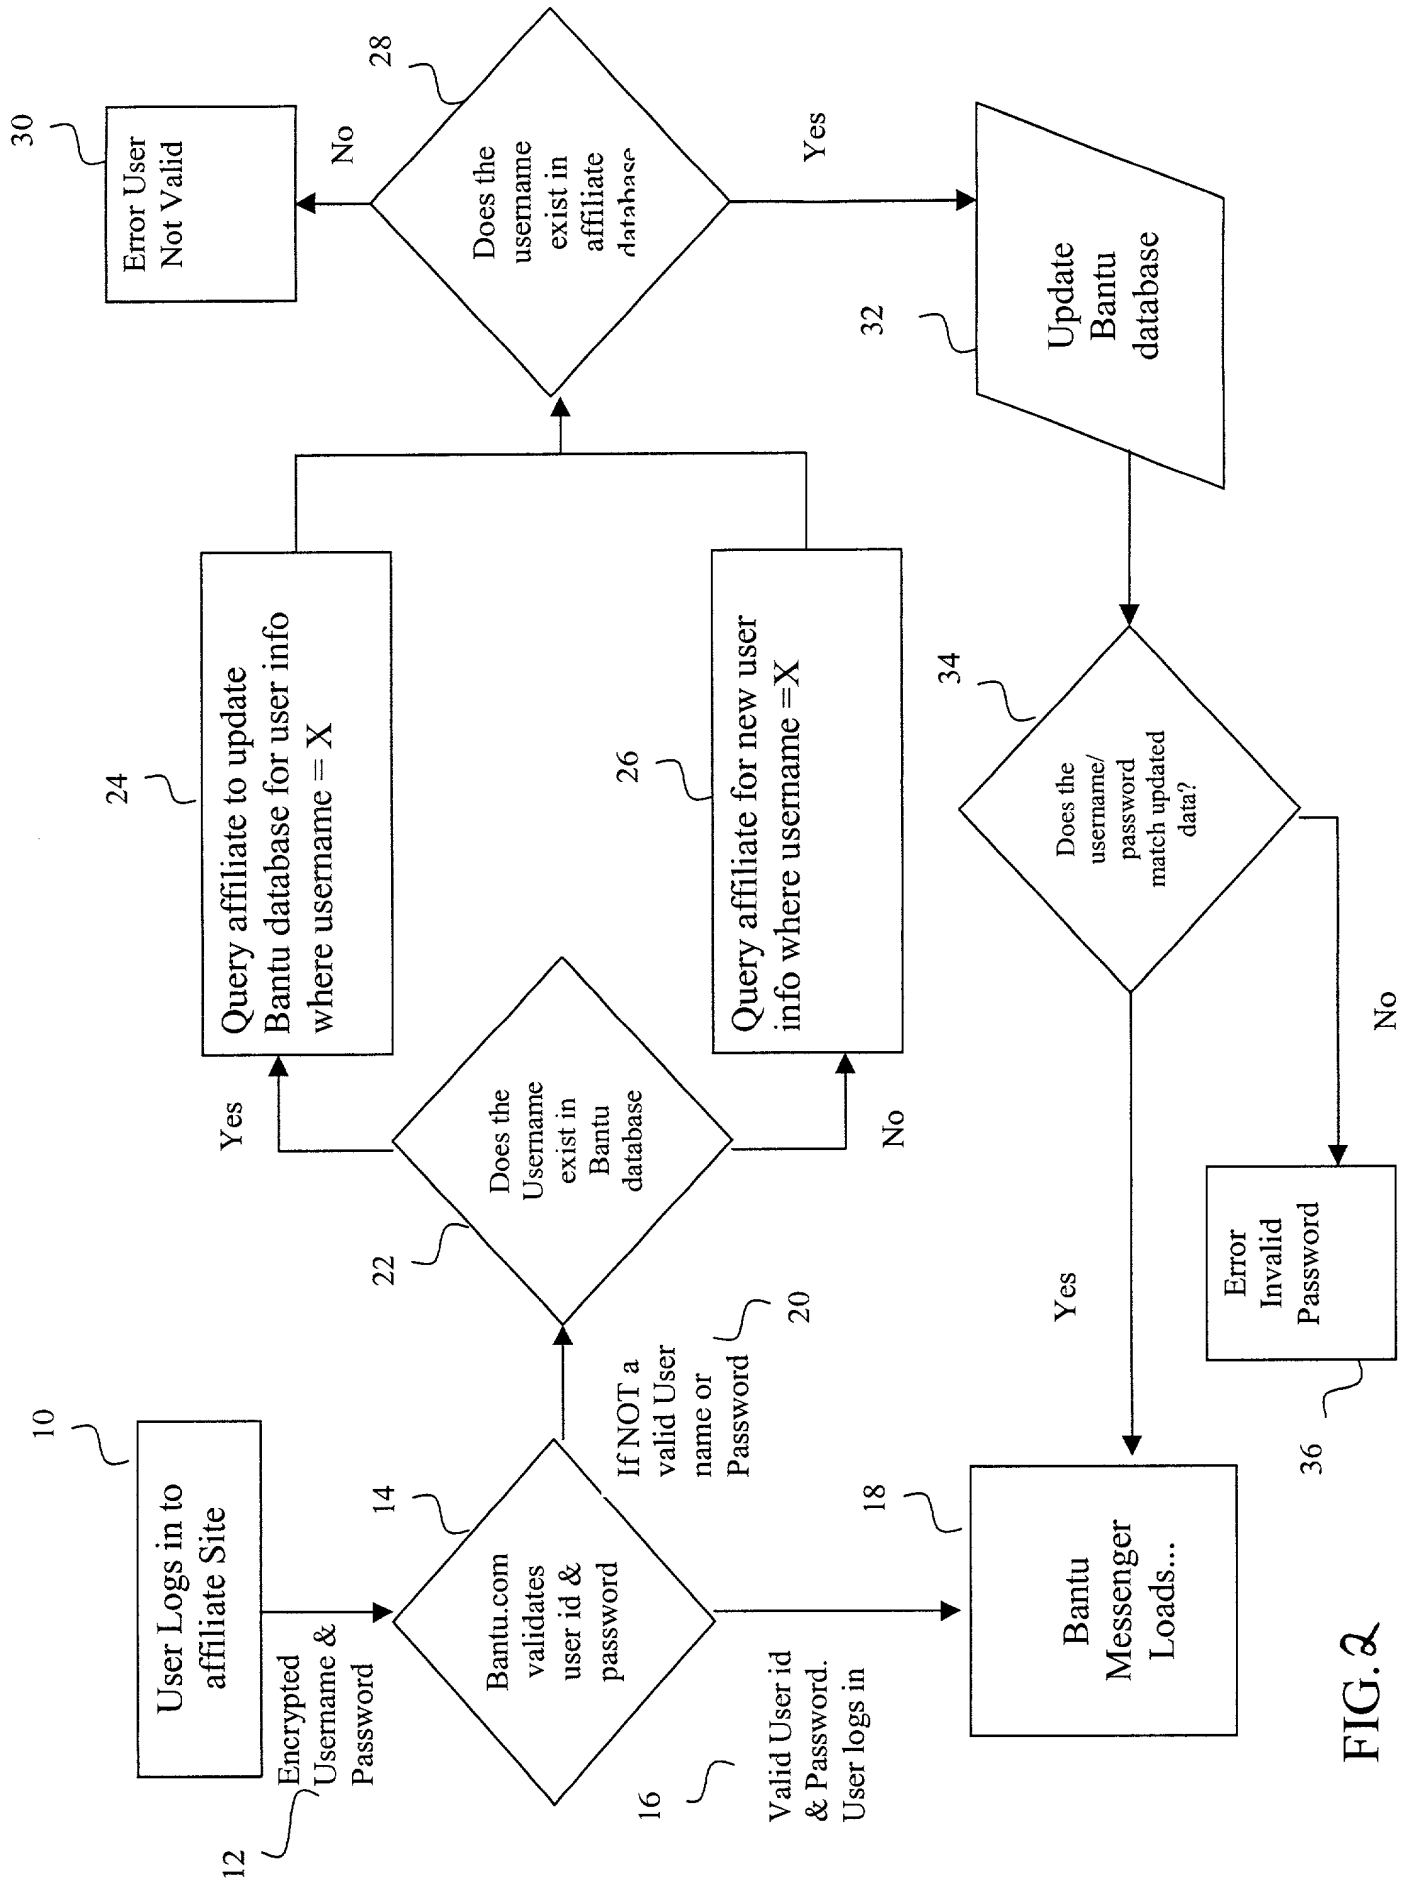 10
User Logs in to
affiliate Site
12
Encrypted
Username &
Password
14
Bantu.com
validates
user id &
password
16
Valid User id
& Password.
User logs in
18
Bantu
Messenger
Loads...
If NOT a
valid User
name or
Password
20
22
Does the
Username
exist in
Bantu
database
Yes
No
24
Query affiliate to update
Bantu database for user info
where username = X
26
Query affiliate for new user
info where username =X
28
Does the
username
exist in
affiliate
database
No
30
Error User
Not Valid
Yes
32
Update
Bantu
database
34
Does the
username/
password
match updated
data?
Yes
No
36
Error
Invalid
Password
FIG. 2